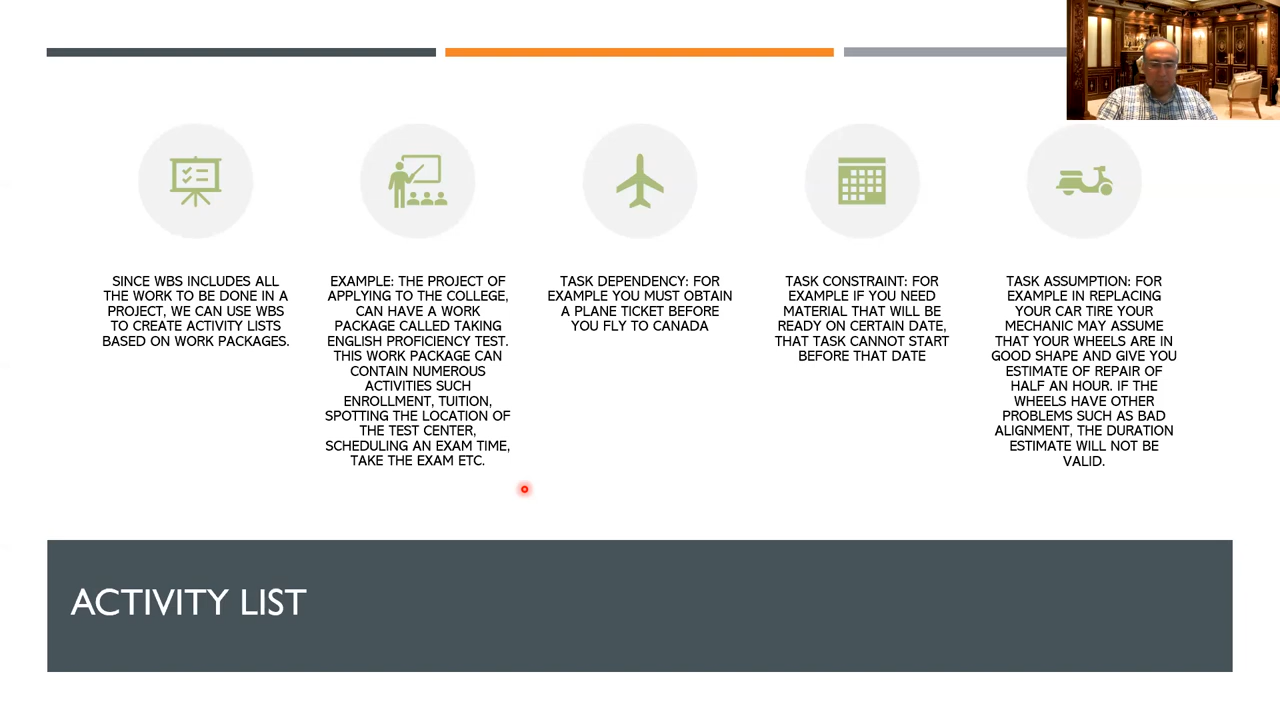 SINCE WBS INCLUDES ALL
THE WORK TO BE DONE IN A
PROJECT, WE CAN USE WBS
TO CREATE ACTIVITY LISTS
BASED ON WORK PACKAGES.
EXAMPLE: THE PROJECT OF
APPLYING TO THE COLLEGE,
CAN HAVE A WORK
PACKAGE CALLED TAKING
ENGLISH PROFICIENCY TEST.
THIS WORK PACKAGE CAN
CONTAIN NUMEROUS
ACTIVITIES SUCH
ENROLLMENT, TUITION,
SPOTTING THE LOCATION OF
THE TEST CENTER,
SCHEDULING AN EXAM TIME,
TAKE THE EXAM ETC.
TASK DEPENDENCY: FOR
EXAMPLE YOU MUST OBTAIN
A PLANE TICKET BEFORE
YOU FLY TO CANADA
TASK CONSTRAINT: FOR
EXAMPLE IF YOU NEED
MATERIAL THAT WILL BE
READY ON CERTAIN DATE,
THAT TASK CANNOT START
BEFORE THAT DATE
TASK ASSUMPTION: FOR
EXAMPLE IN REPLACING
YOUR CAR TIRE YOUR
MECHANIC MAY ASSUME
THAT YOUR WHEELS ARE IN
GOOD SHAPE AND GIVE YOU
ESTIMATE OF REPAIR OF
HALF AN HOUR. IF THE
WHEELS HAVE OTHER
PROBLEMS SUCH AS BAD
ALIGNMENT, THE DURATION
ESTIMATE WILL NOT BE
VALID.
ACTIVITY LIST